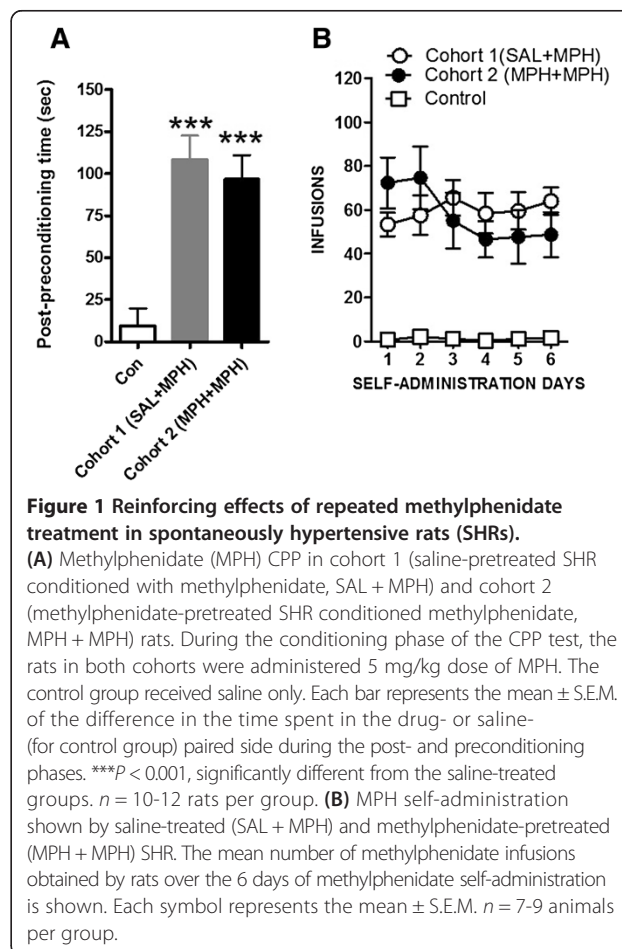 A
B
Cohort 1(SAL+MPH)
Cohort 2 (MPH+MPH)
Control
Post-preconditioning time (sec)
150
125
100
75
50
25
0
***
***
Con
Cohort 1 (SAL+MPH)
Cohort 2 (MPH+MPH)
INFUSIONS
120
100
80
60
40
20
0
1 2 3 4 5 6
SELF-ADMINISTRATION DAYS
Figure 1 Reinforcing effects of repeated methylphenidate
treatment in spontaneously hypertensive rats (SHRs).
(A) Methylphenidate (MPH) CPP in cohort 1 (saline-pretreated SHR
conditioned with methylphenidate, SAL + MPH) and cohort 2
(methylphenidate-pretreated SHR conditioned methylphenidate,
MPH + MPH) rats. During the conditioning phase of the CPP test, the
rats in both cohorts were administered 5 mg/kg dose of MPH. The
control group received saline only. Each bar represents the mean ± S.E.M.
of the difference in the time spent in the drug- or saline-
(for control group) paired side during the post- and preconditioning
phases. ***P < 0.001, significantly different from the saline-treated
groups. n = 10-12 rats per group. (B) MPH self-administration
shown by saline-treated (SAL + MPH) and methylphenidate-pretreated
(MPH + MPH) SHR. The mean number of methylphenidate infusions
obtained by rats over the 6 days of methylphenidate self-administration
is shown. Each symbol represents the mean ± S.E.M. n = 7-9 animals
per group.